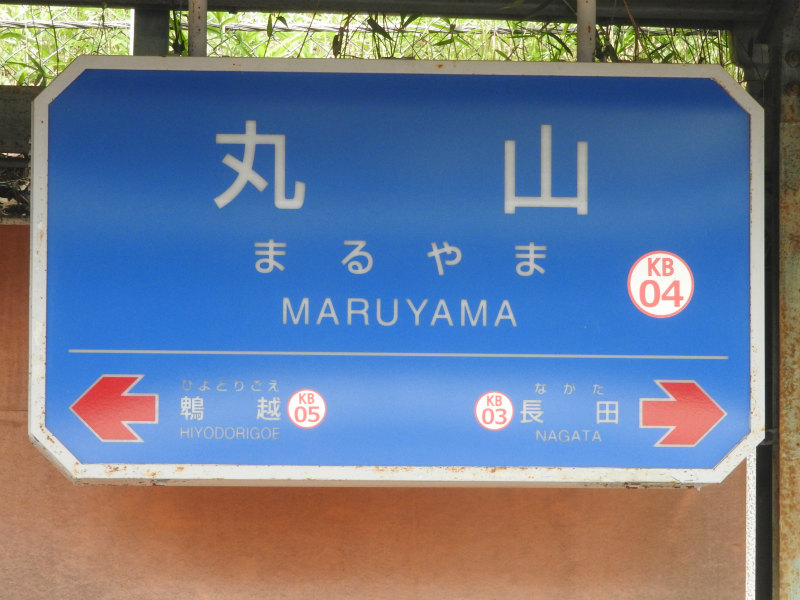 丸山
まるやま
KB
04
MARUYAMA
ひよどりごえ
鵯越
HIYODORIGOE
KB
05
KB
03
ながた
長田
NAGATA